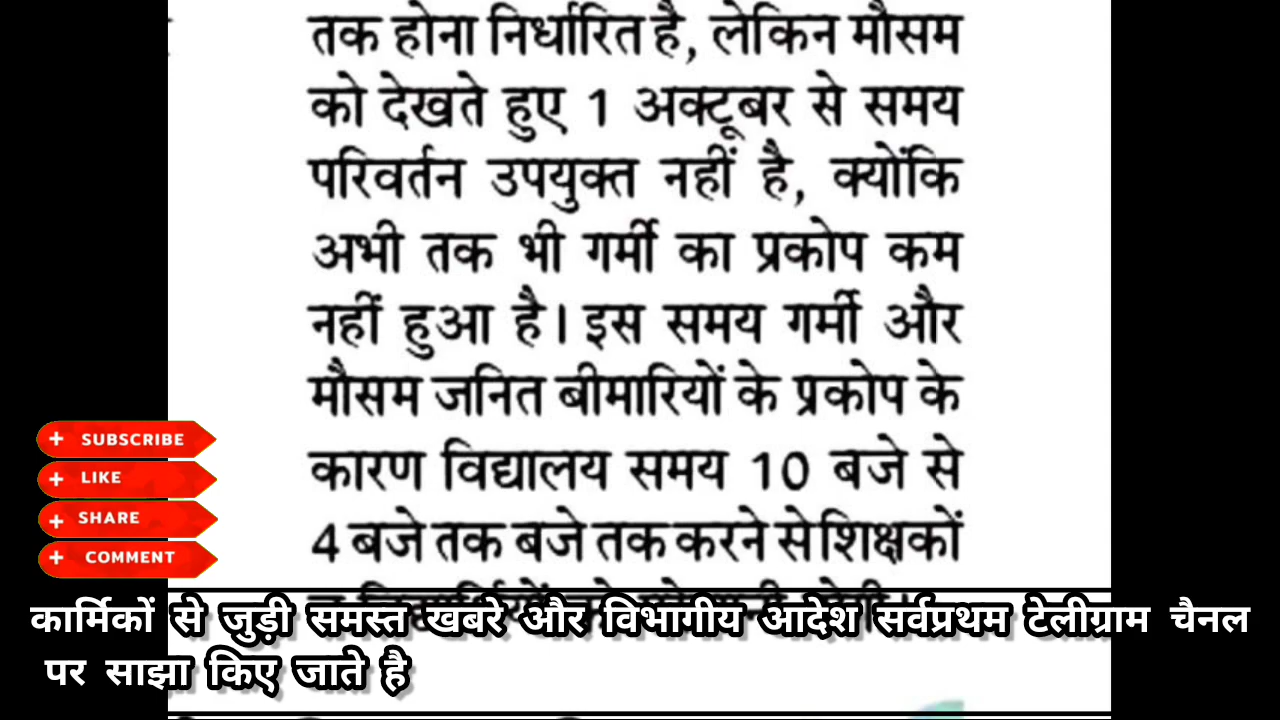 तक होना निर्धारित है, लेकिन मौसम
को देखते हुए 1 अक्टूबर से समय
परिवर्तन उपयुक्त नहीं है, क्योंकि
अभी तक भी गर्मी का प्रकोप कम
नहीं हुआ है। इस समय गर्मी और
मौसम जनित बीमारियों के प्रकोप के
कारण विद्यालय समय 10 बजे से
4 बजे तक बजे तक करने से शिक्षकों
+ SUBSCRIBE
+ LIKE
+ SHARE
+ COMMENT
कार्मिकों से जुड़ी समस्त खबरे और विभागीय आदेश सर्वप्रथम टेलीग्राम चैनल
पर साझा किए जाते है